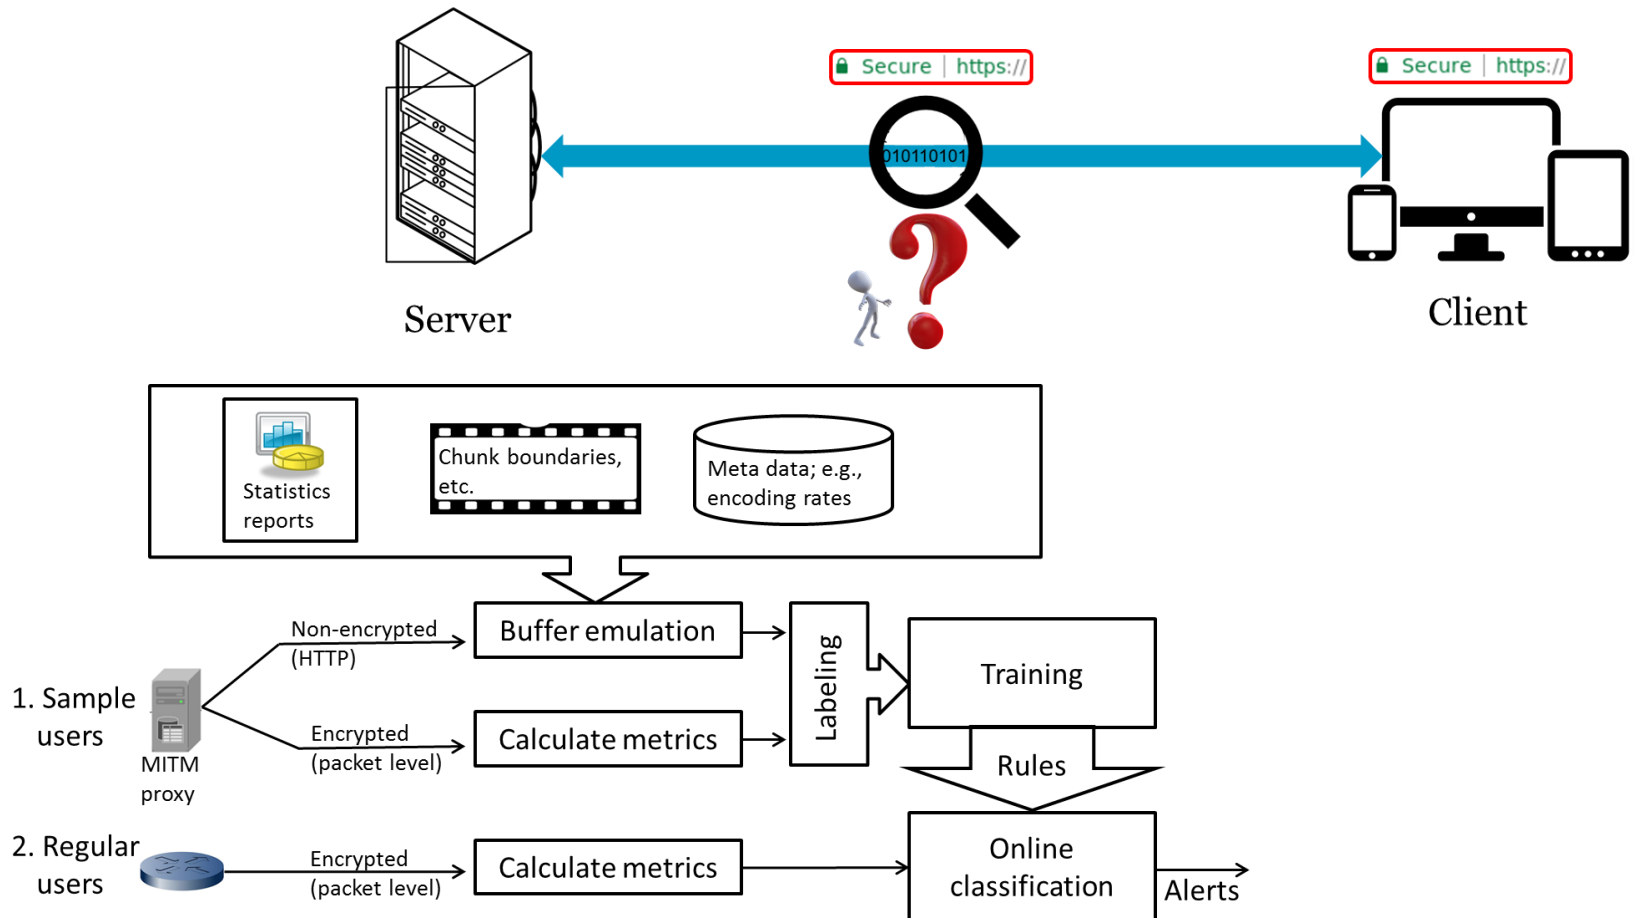 Secure | https://
Secure | https://
010110101
Server
Client
Statistics
reports
Chunk boundaries,
etc.
Meta data; e.g.,
encoding rates
Non-encrypted
(HTTP)
Buffer emulation
Labeling
Training
1. Sample
users
MITM
proxy
Encrypted
(packet level)
Calculate metrics
Rules
2. Regular
users
Encrypted
(packet level)
Calculate metrics
Online
classification
Alerts